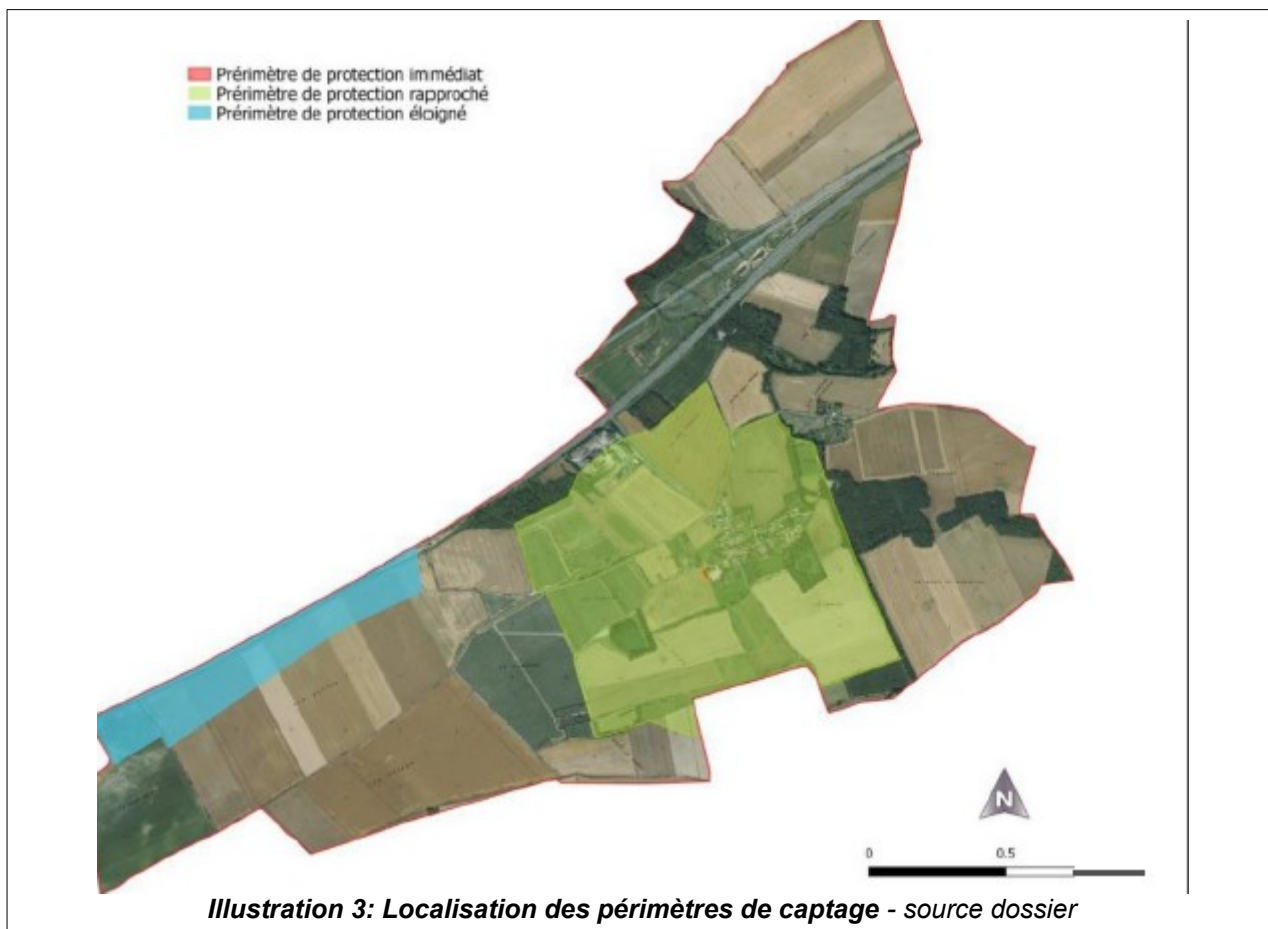 Prérimètre de protection immédiat
Prérimètre de protection rapproché
Prérimètre de protection éloigné
N
0 0.5
Illustration 3: Localisation des périmètres de captage - source dossier